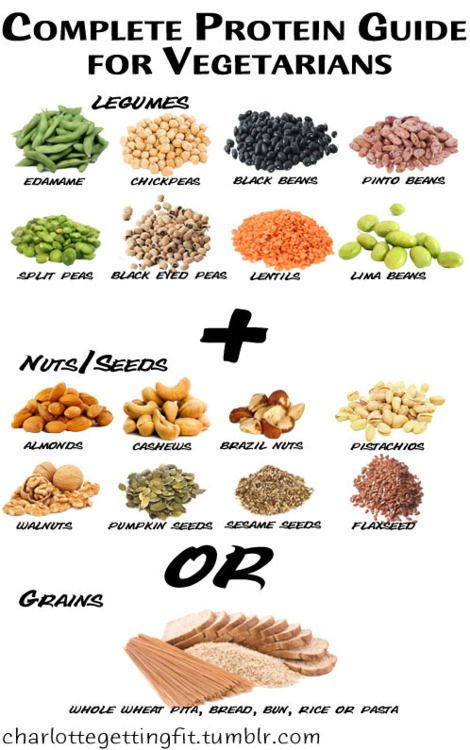 Complete Protein Guide
for Vegetarians
Legumes
Edamame Chickpeas Black Beans Pinto Beans
Split Peas Black Eyed Peas Lentils Lima Beans
+
Nuts/Seeds
Almonds Cashews Brazil Nuts Pistachios
Walnuts Pumpkin Seeds Sesame Seeds Flaxseed
OR
Grains
Whole Wheat Pita, Bread, Bun, Rice or Pasta
charlottegettingfit.tumblr.com